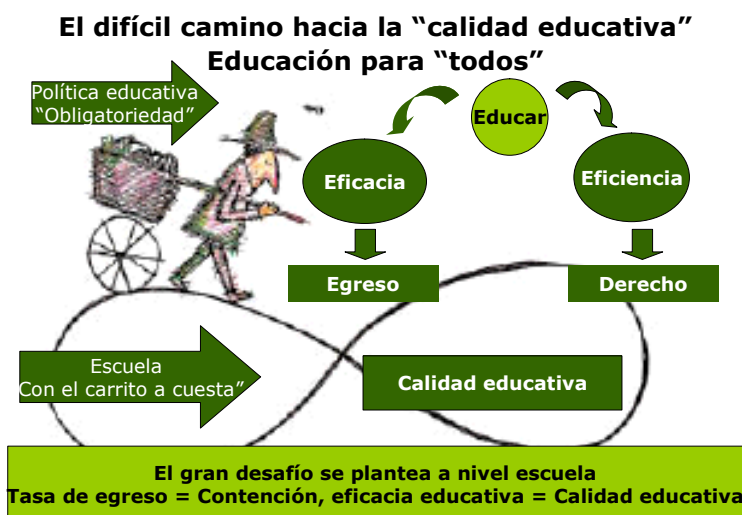 El difícil camino hacia la “calidad educativa”
Educación para “todos”
Política educativa
“Obligatoriedad”
Educar
Eficacia
Eficiencia
Egreso
Derecho
Escuela
Con el carrito a cuesta”
Calidad educativa
El gran desafío se plantea a nivel escuela
Tasa de egreso = Contención, eficacia educativa = Calidad educativa